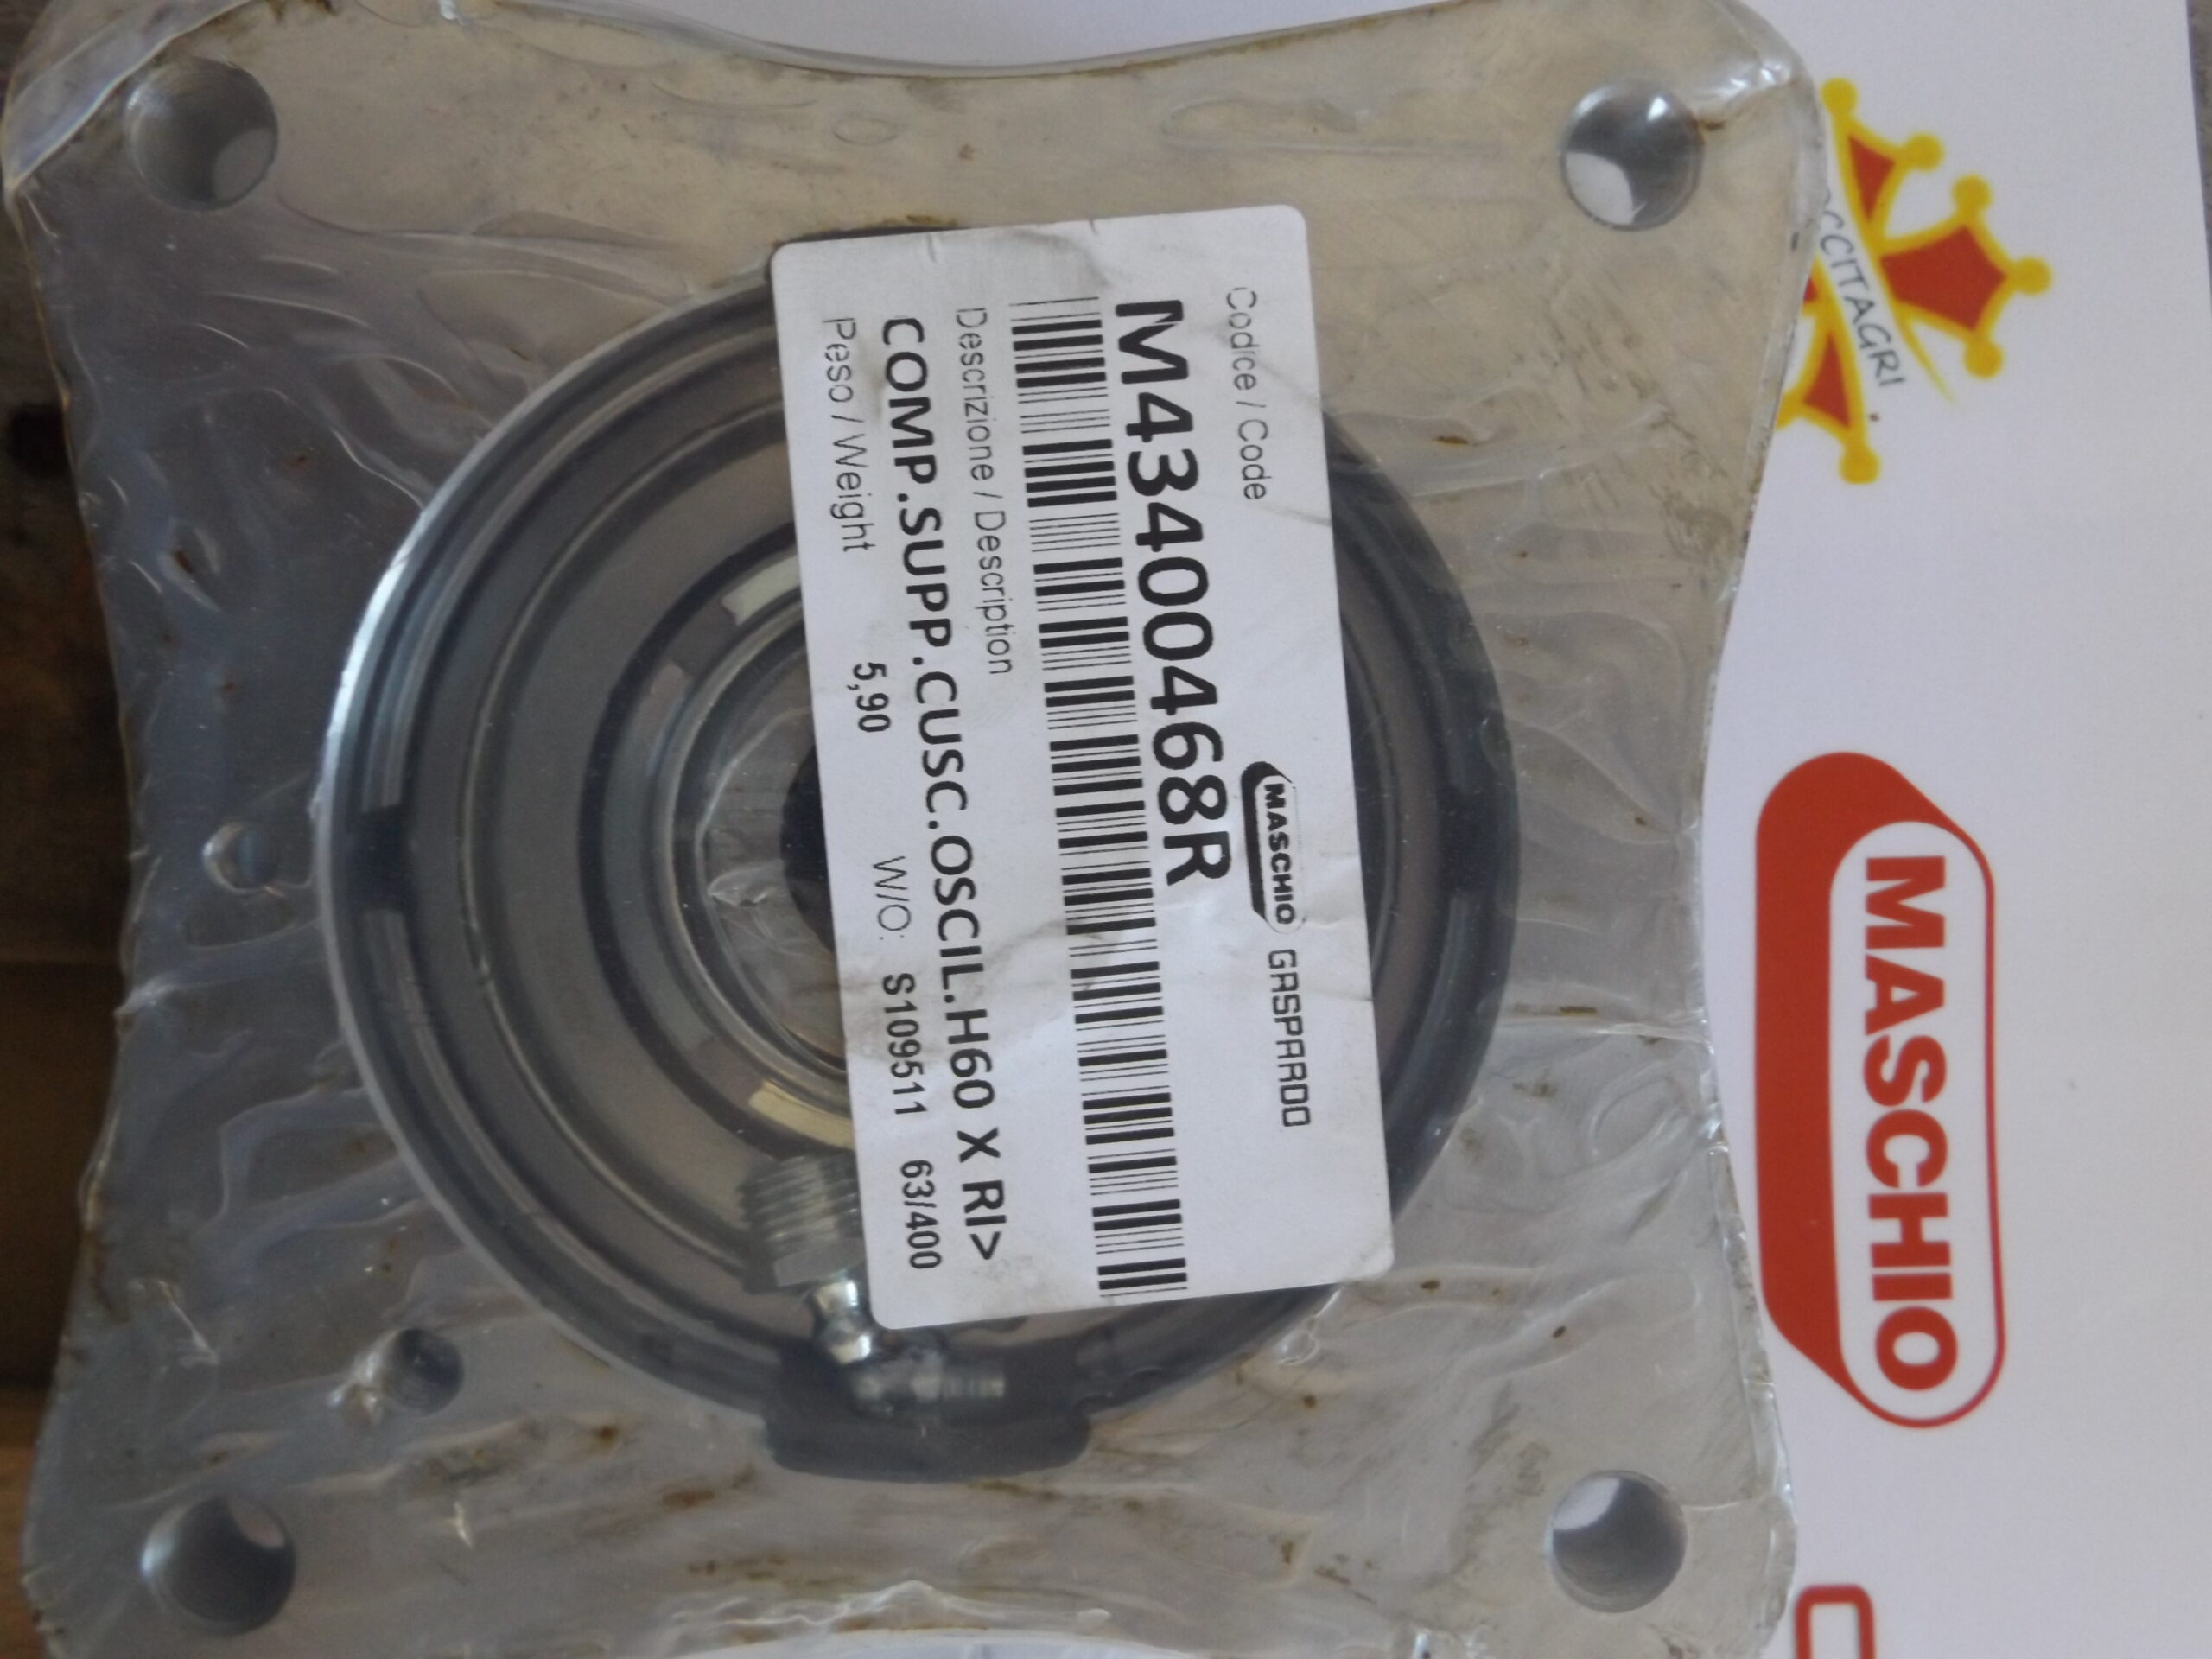 Codice / Code
MASCHIO GASPARDO
M43400468R
Descrizione / Description
COMP.SUPP.CUSC.OSCIL.H60 X RI>
Peso / Weight 5,90 W/O: S109511 63/400
OCCITAGRI
MASCHIO